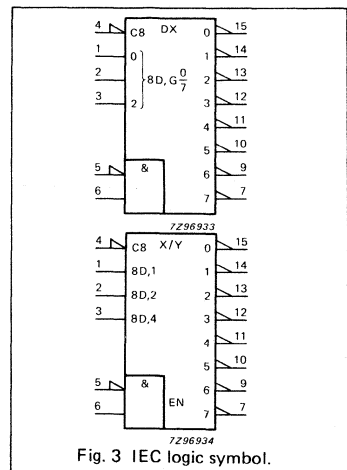 4 C8 DX 0 15
1 0 1 14
2 8D, G 0/7 2 13
3 2 3 12
4 11
5 10
5 & 6 9
6 7 7
7Z96933
4 C8 X/Y 0 15
1 8D,1 1 14
2 8D,2 2 13
3 8D,4 3 12
4 11
5 10
5 & 6 9
6 EN 7 7
7Z96934
Fig. 3 IEC logic symbol.